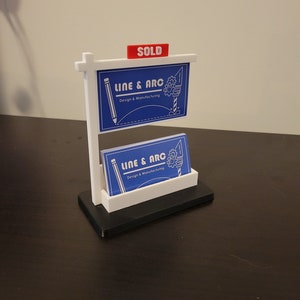 SOLD
LINE & ARC
Design & Manufacturing
LINE & ARC
Design & Manufacturing